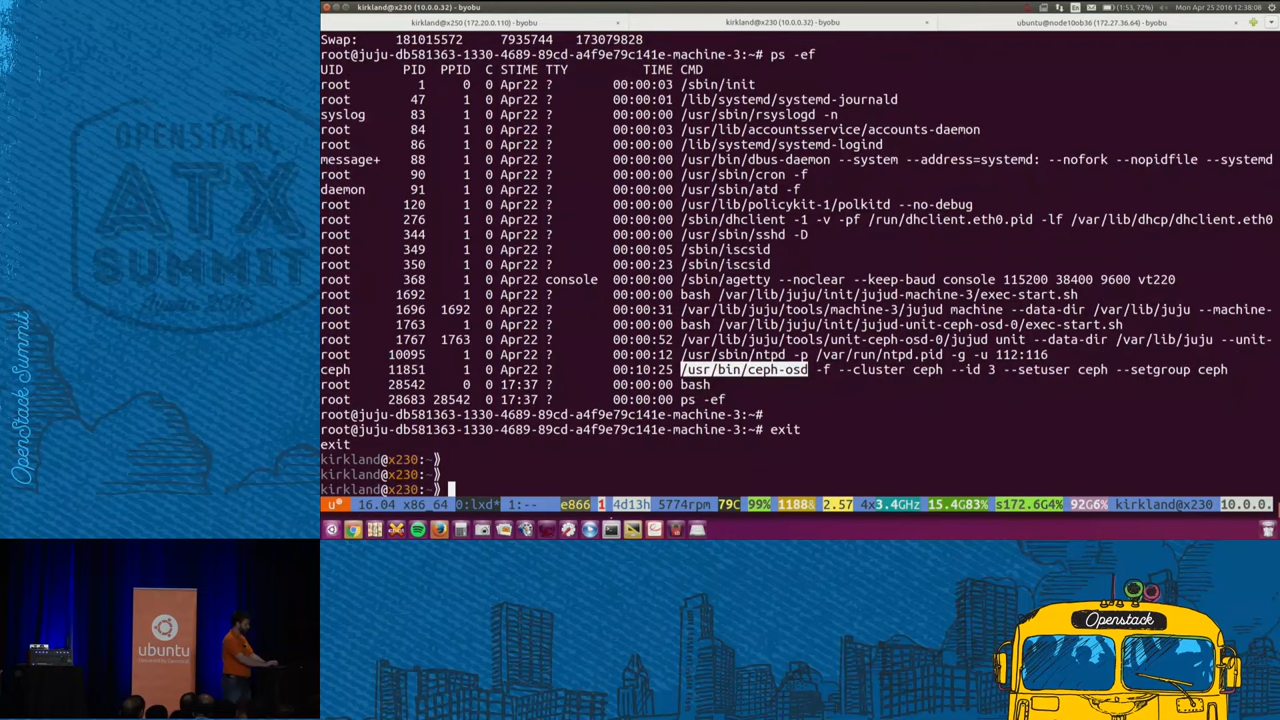 kirkland@x230 (10.0.0.32) - byobu
En (1:53, 72%) Mon Apr 25 2016 12:38:08
kirkland@x250 (172.20.0.110) - byobu × kirkland@x230 (10.0.0.32) - byobu × ubuntu@node10ob36 (172.27.36.64) - byobu ×
Swap: 181015572 7935744 173079828
root@juju-db581363-1330-4689-89cd-a4f9e79c141e-machine-3:~# ps -ef
UID PID PPID C STIME TTY TIME CMD
root 1 0 0 Apr22 ? 00:00:03 /sbin/init
root 47 1 0 Apr22 ? 00:00:01 /lib/systemd/systemd-journald
syslog 83 1 0 Apr22 ? 00:00:00 /usr/sbin/rsyslogd -n
root 84 1 0 Apr22 ? 00:00:03 /usr/lib/accountsservice/accounts-daemon
root 86 1 0 Apr22 ? 00:00:00 /lib/systemd/systemd-logind
message+ 88 1 0 Apr22 ? 00:00:00 /usr/bin/dbus-daemon --system --address=systemd: --nofork --nopidfile --systemd
root 90 1 0 Apr22 ? 00:00:00 /usr/sbin/cron -f
daemon 91 1 0 Apr22 ? 00:00:00 /usr/sbin/atd -f
root 120 1 0 Apr22 ? 00:00:00 /usr/lib/policykit-1/polkitd --no-debug
root 276 1 0 Apr22 ? 00:00:00 /sbin/dhclient -1 -v -pf /run/dhclient.eth0.pid -lf /var/lib/dhcp/dhclient.eth0
root 344 1 0 Apr22 ? 00:00:00 /usr/sbin/sshd -D
root 349 1 0 Apr22 ? 00:00:05 /sbin/iscsid
root 350 1 0 Apr22 ? 00:00:23 /sbin/iscsid
root 368 1 0 Apr22 console 00:00:00 /sbin/agetty --noclear --keep-baud console 115200 38400 9600 vt220
root 1692 1 0 Apr22 ? 00:00:00 bash /var/lib/juju/init/jujud-machine-3/exec-start.sh
root 1696 1692 0 Apr22 ? 00:00:31 /var/lib/juju/tools/machine-3/jujud machine --data-dir /var/lib/juju --machine-
root 1763 1 0 Apr22 ? 00:00:00 bash /var/lib/juju/init/jujud-unit-ceph-osd-0/exec-start.sh
root 1767 1763 0 Apr22 ? 00:00:52 /var/lib/juju/tools/unit-ceph-osd-0/jujud unit --data-dir /var/lib/juju --unit-
root 10095 1 0 Apr22 ? 00:00:12 /usr/sbin/ntpd -p /var/run/ntpd.pid -g -u 112:116
ceph 11851 1 0 Apr22 ? 00:10:25 /usr/bin/ceph-osd -f --cluster ceph --id 3 --setuser ceph --setgroup ceph
root 28542 0 0 17:37 ? 00:00:00 bash
root 28683 28542 0 17:37 ? 00:00:00 ps -ef
root@juju-db581363-1330-4689-89cd-a4f9e79c141e-machine-3:~#
root@juju-db581363-1330-4689-89cd-a4f9e79c141e-machine-3:~# exit
exit
kirkland@x230:~⟫
kirkland@x230:~⟫
kirkland@x230:~⟫
u 16.04 x86_64 0:lxd* 1:-- e866 1 4d13h 5774rpm 79C 99% 1188& 2.57 4x3.4GHz 15.4G83% s172.6G4% 92G6% kirkland@x230 10.0.0.
OPENSTACK
ATX
SUMMIT
OpenStack Summit
ubuntu
Openstack